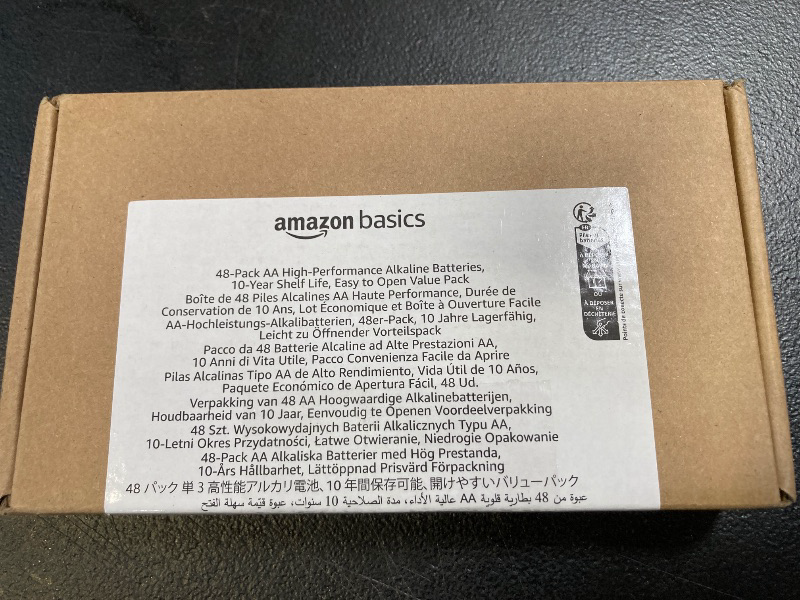 amazon basics
48-Pack AA High-Performance Alkaline Batteries,
10-Year Shelf Life, Easy to Open Value Pack
Boîte de 48 Piles Alcalines AA Haute Performance, Durée de
Conservation de 10 Ans, Lot Économique et Boîte à Ouverture Facile
AA-Hochleistungs-Alkalibatterien, 48er-Pack, 10 Jahre Lagerfähig,
Leicht zu Öffnender Vorteilspack
Pacco da 48 Batterie Alcaline ad Alte Prestazioni AA,
10 Anni di Vita Utile, Pacco Convenienza Facile da Aprire
Pilas Alcalinas Tipo AA de Alto Rendimiento, Vida Útil de 10 Años,
Paquete Económico de Apertura Fácil, 48 Ud.
Verpakking van 48 AA Hoogwaardige Alkalinebatterijen,
Houdbaarheid van 10 Jaar, Eenvoudig te Openen Voordeelverpakking
48 Szt. Wysokowydajnych Baterii Alkalicznych Typu AA,
10-Letni Okres Przydatności, Łatwe Otwieranie, Niedrogie Opakowanie
48-Pack AA Alkaliska Batterier med Hög Prestanda,
10-Års Hållbarhet, Lättöppnad Prisvärd Förpackning
48 パック 単 3 高性能アルカリ電池、10 年間保存可能、開けやすいバリューパック
عبوة من 48 بطارية قلوية AA عالية الأداء، مدة الصلاحية 10 سنوات، عبوة قيّمة سهلة الفتح
FR
À DÉPOSER
OU
À DÉPOSER
EN
DÉCHÈTERIE